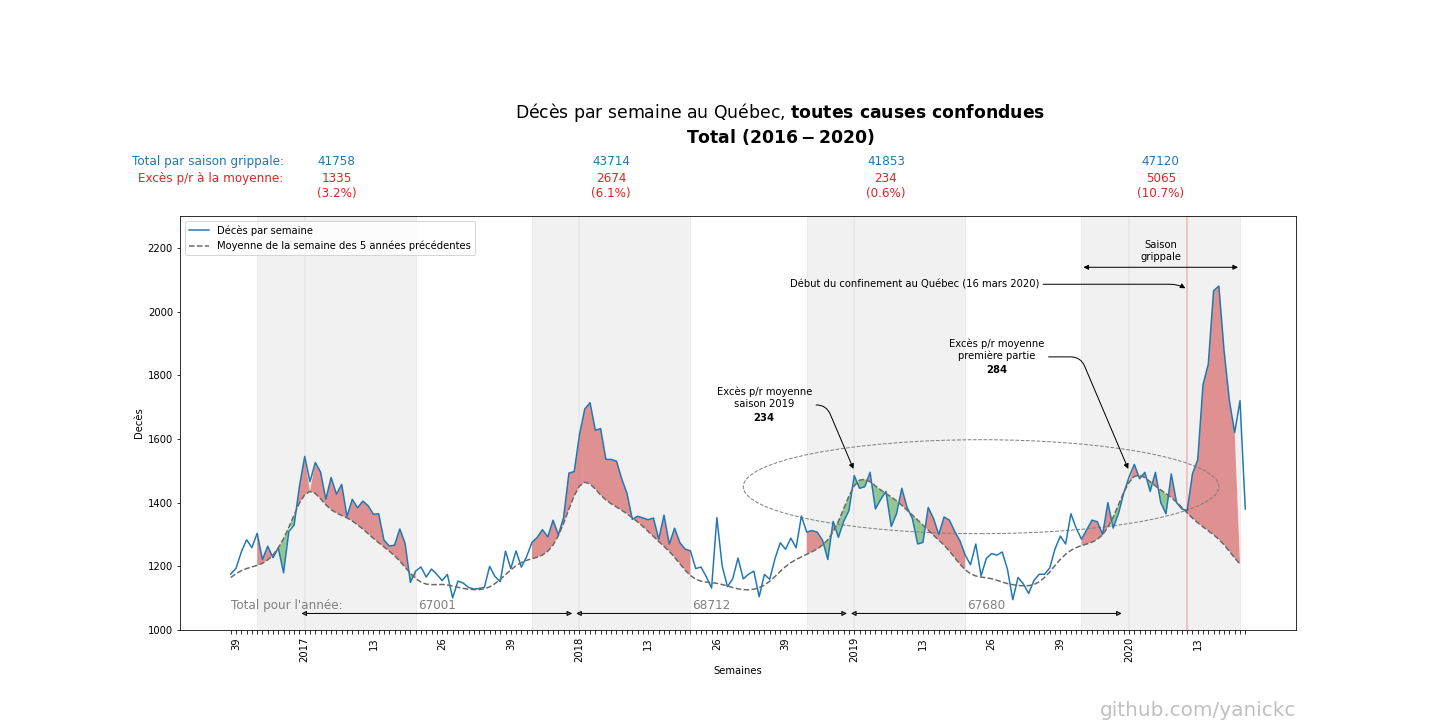 Décès par semaine au Québec, toutes causes confondues
Total (2016 – 2020)
Total par saison grippale: 41758 43714 41853 47120
Excès p/r à la moyenne: 1335 2674 234 5065
(3.2%) (6.1%) (0.6%) (10.7%)
Décès par semaine
Moyenne de la semaine des 5 années précédentes
Saison
grippale
Début du confinement au Québec (16 mars 2020)
Excès p/r moyenne
première partie
284
Excès p/r moyenne
saison 2019
234
2200
2000
1800
1600
1400
1200
1000
Decès
Total pour l'année: 67001 68712 67680
39 2017 13 26 39 2018 13 26 39 2019 13 26 39 2020 13
Semaines
github.com/yanickc